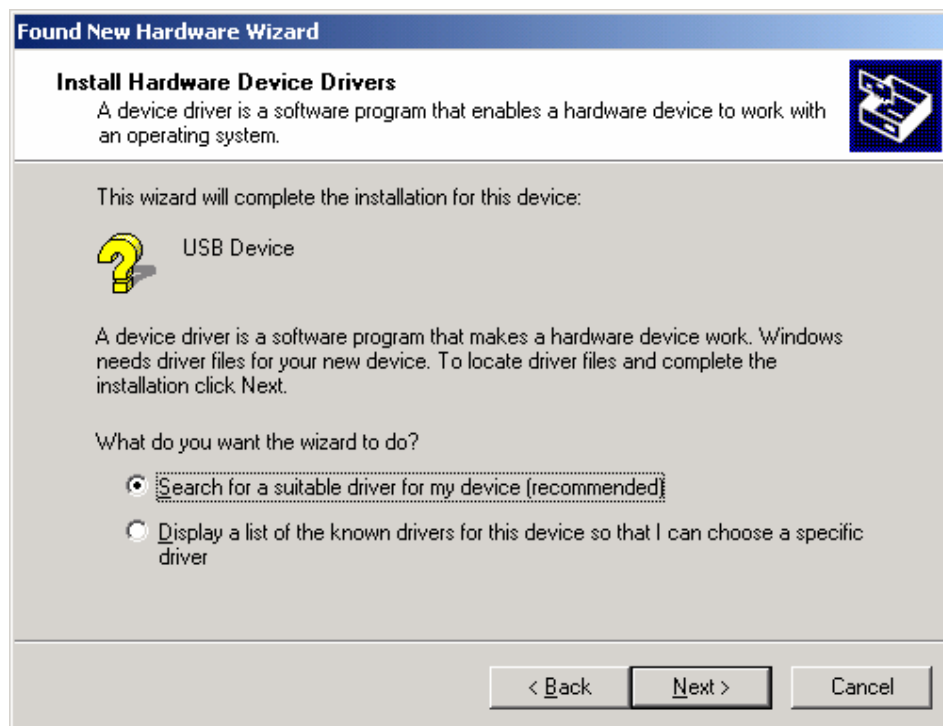 Found New Hardware Wizard
Install Hardware Device Drivers
A device driver is a software program that enables a hardware device to work with
an operating system.
This wizard will complete the installation for this device:
USB Device
A device driver is a software program that makes a hardware device work. Windows
needs driver files for your new device. To locate driver files and complete the
installation click Next.
What do you want the wizard to do?
Search for a suitable driver for my device (recommended)
Display a list of the known drivers for this device so that I can choose a specific
driver
< Back Next > Cancel